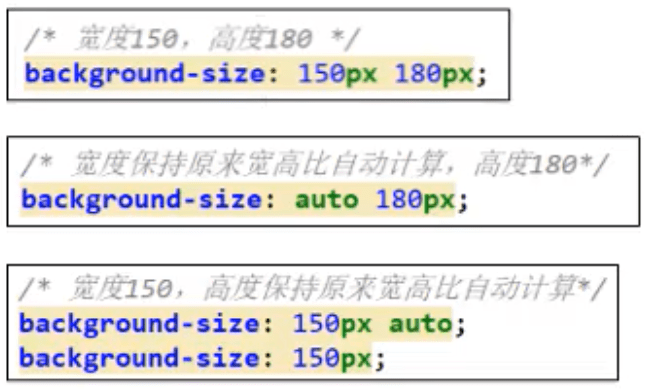 /* 宽度150，高度180 */
background-size: 150px 180px;
/* 宽度保持原来宽高比自动计算，高度180*/
background-size: auto 180px;
/* 宽度150，高度保持原来宽高比自动计算*/
background-size: 150px auto;
background-size: 150px;